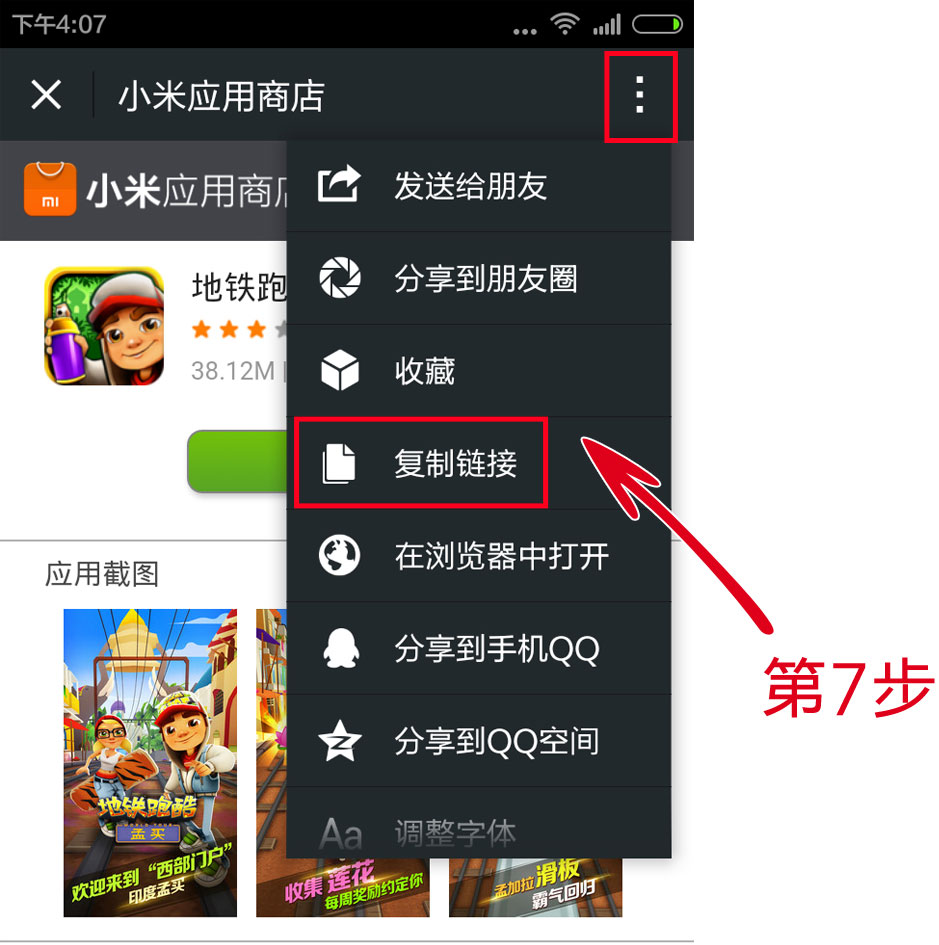 下午4:07
小米应用商店
mi
小米应用商店
发送给朋友
分享到朋友圈
地铁跑
38.12M |
收藏
复制链接
在浏览器中打开
应用截图
分享到手机QQ
第7步
分享到QQ空间
Aa 调整字体
地铁跑酷
WORLD TOUR
孟买
欢迎来到“西部门户”
印度孟买
收集 莲花
每周奖励约定你
孟加拉滑板
霸气回归